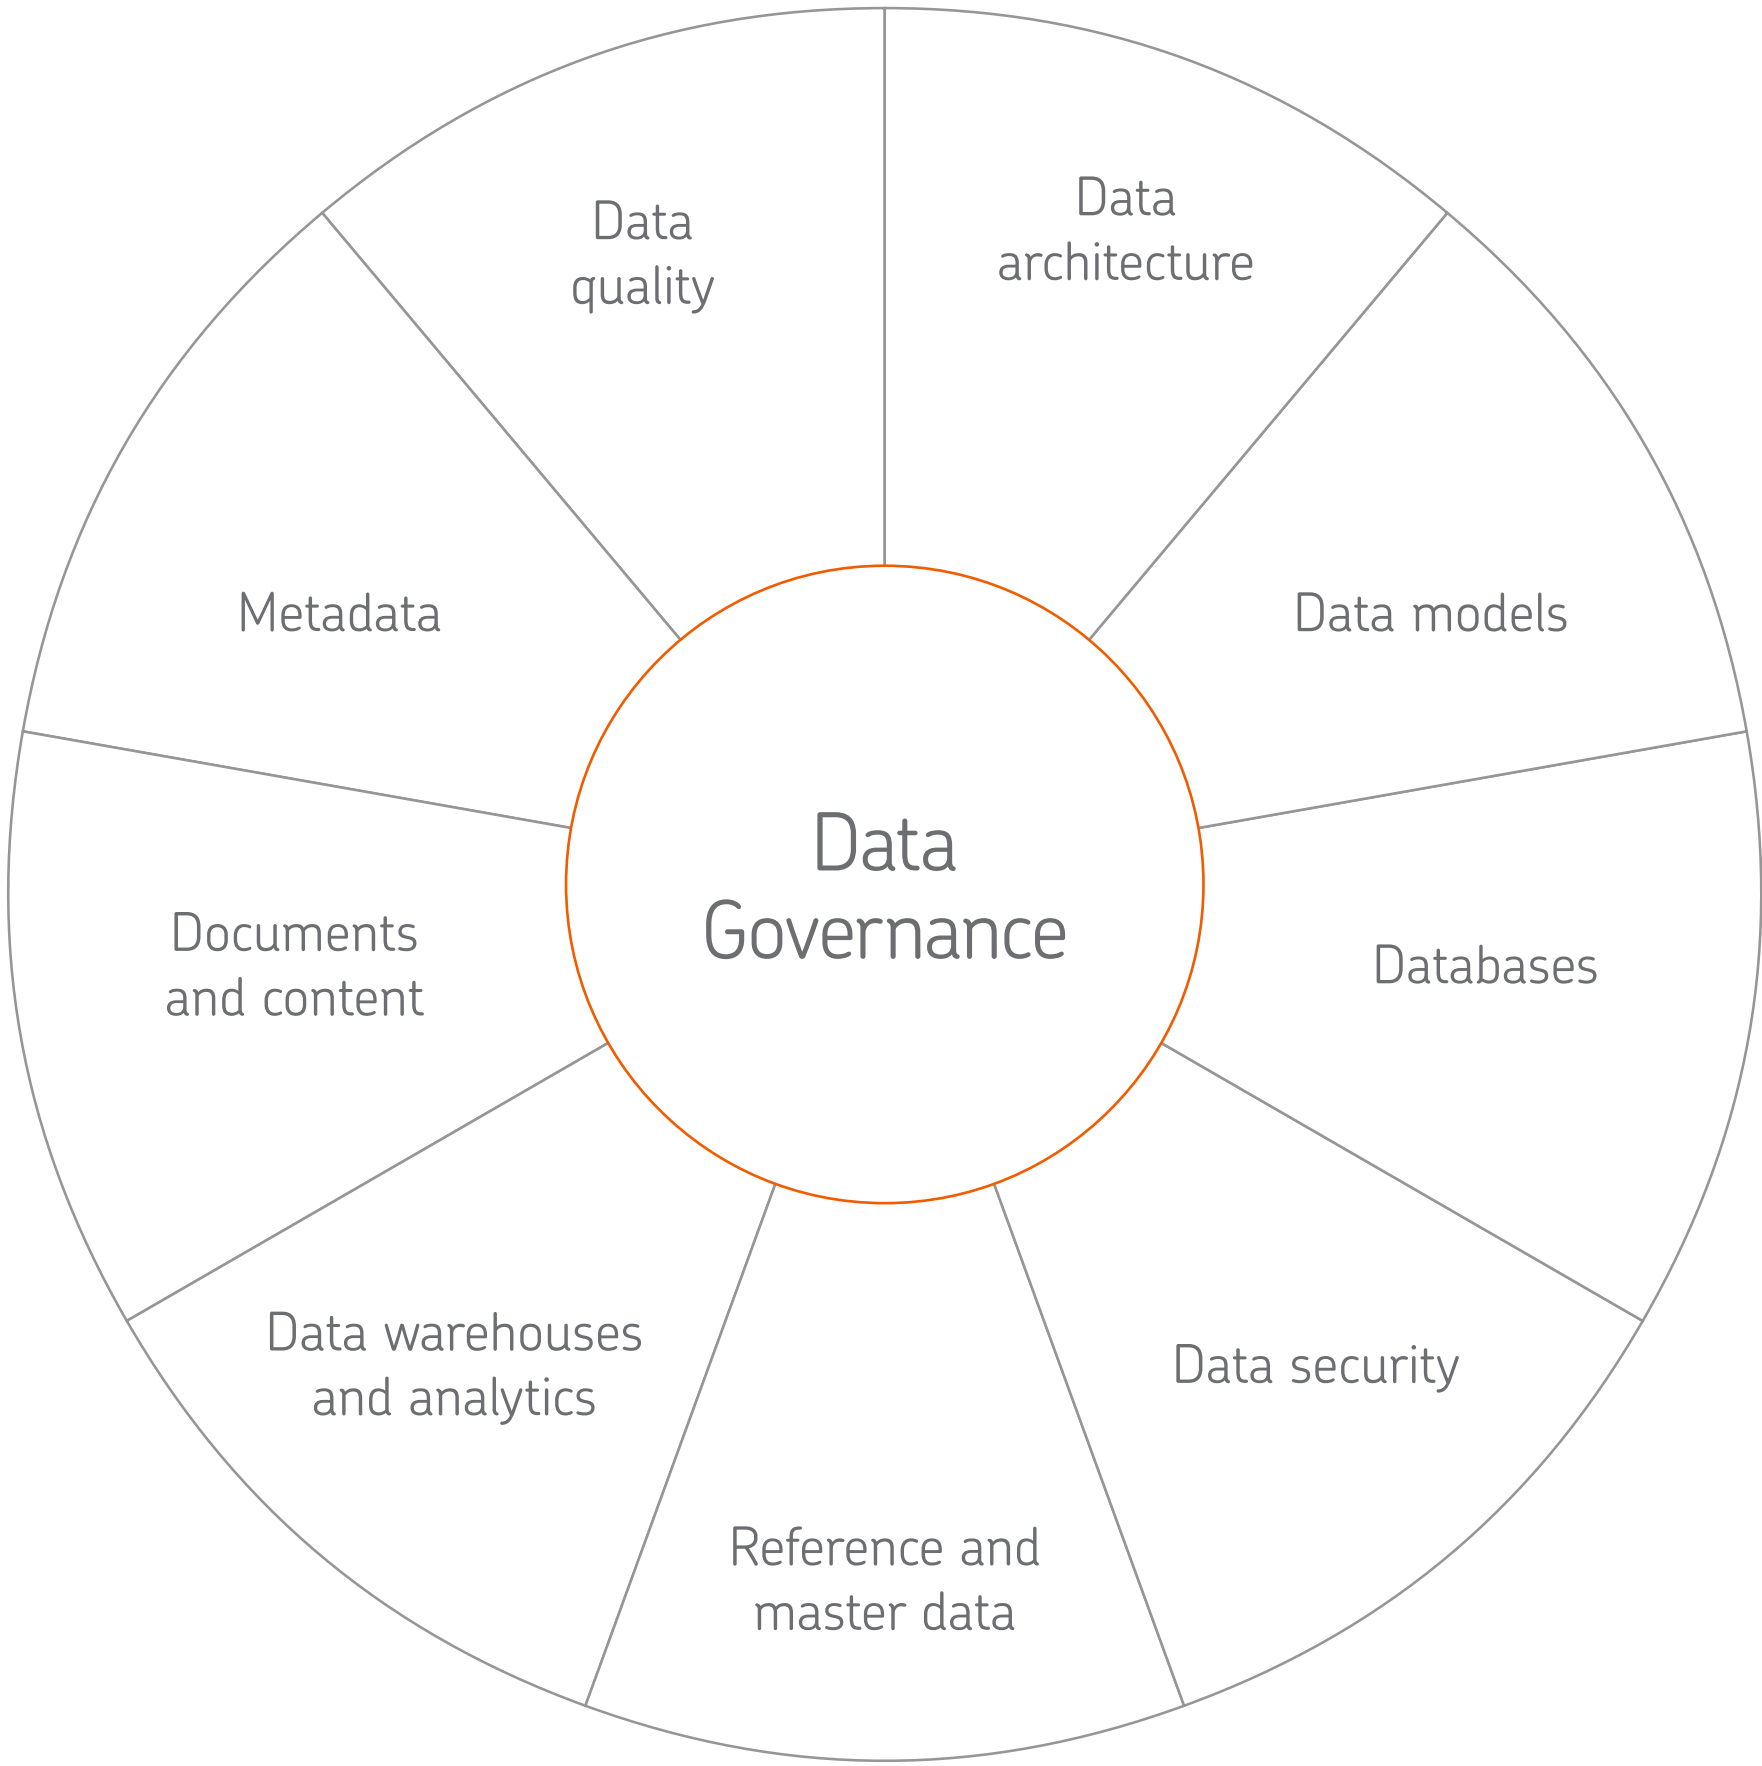 Data
quality
Data
architecture
Metadata
Data models
Data
Governance
Documents
and content
Databases
Data warehouses
and analytics
Data security
Reference and
master data